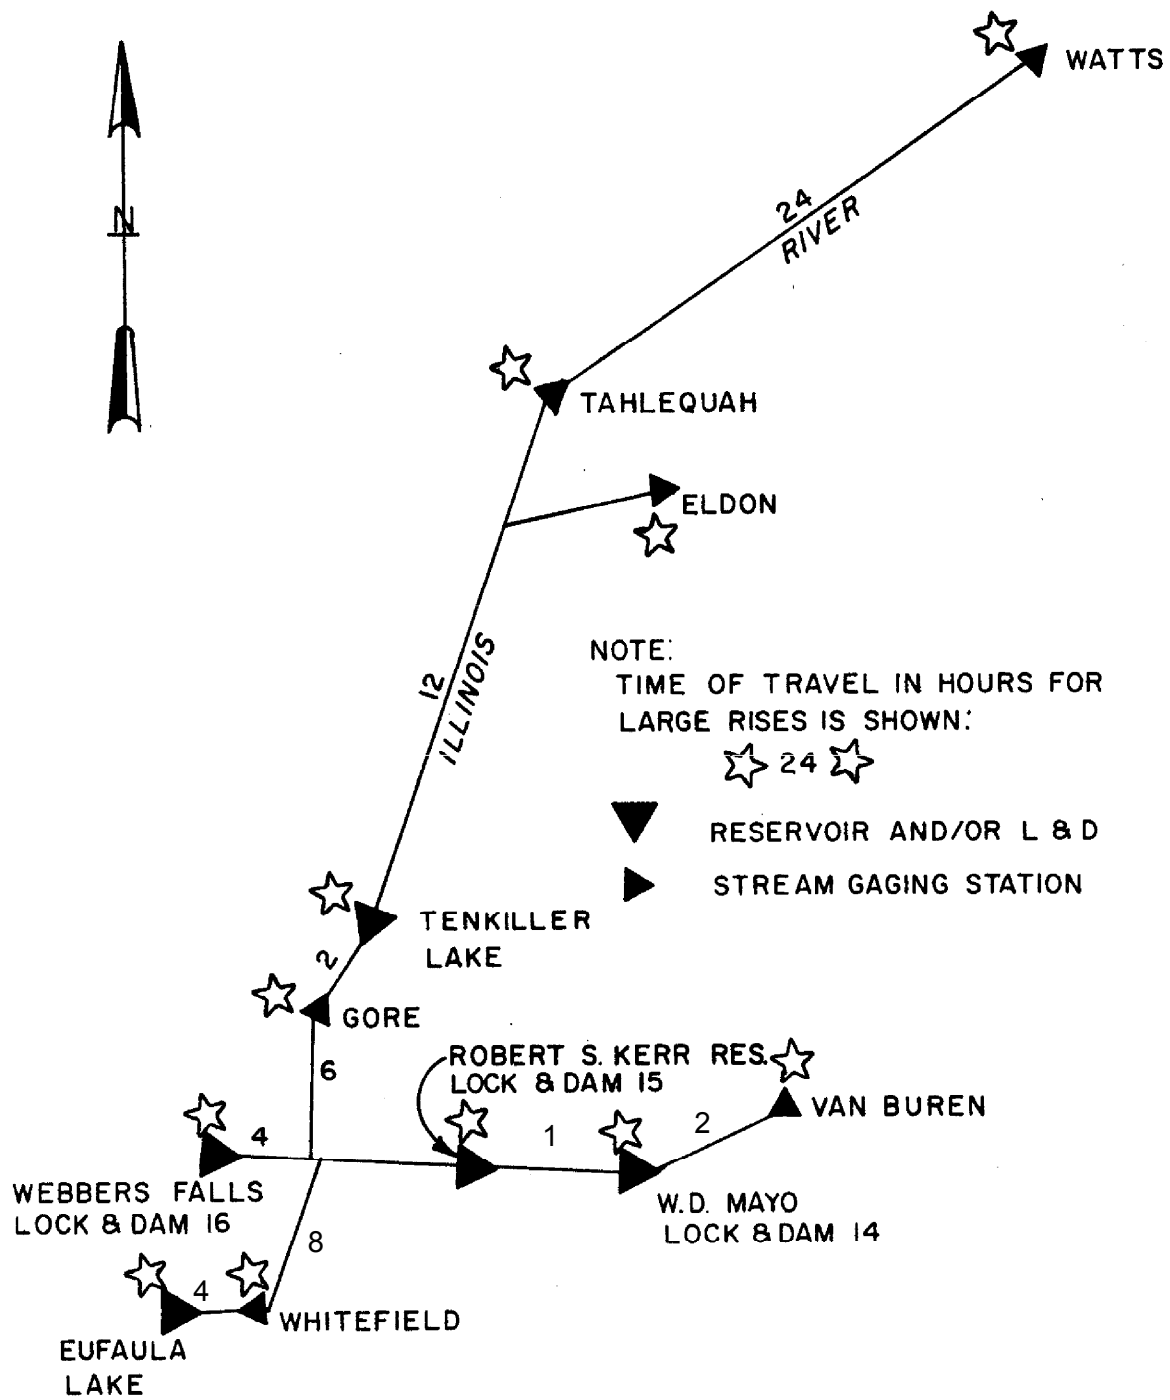 WATTS
N
24
RIVER
TAHLEQUAH
ELDON
12
ILLINOIS
NOTE:
TIME OF TRAVEL IN HOURS FOR
LARGE RISES IS SHOWN:
24
RESERVOIR AND/OR L & D
STREAM GAGING STATION
TENKILLER
LAKE
2
GORE
6
ROBERT S. KERR RES.
LOCK & DAM 15
VAN BUREN
4
1
2
WEBBERS FALLS
LOCK & DAM 16
W.D. MAYO
LOCK & DAM 14
8
4
WHITEFIELD
EUFAULA
LAKE